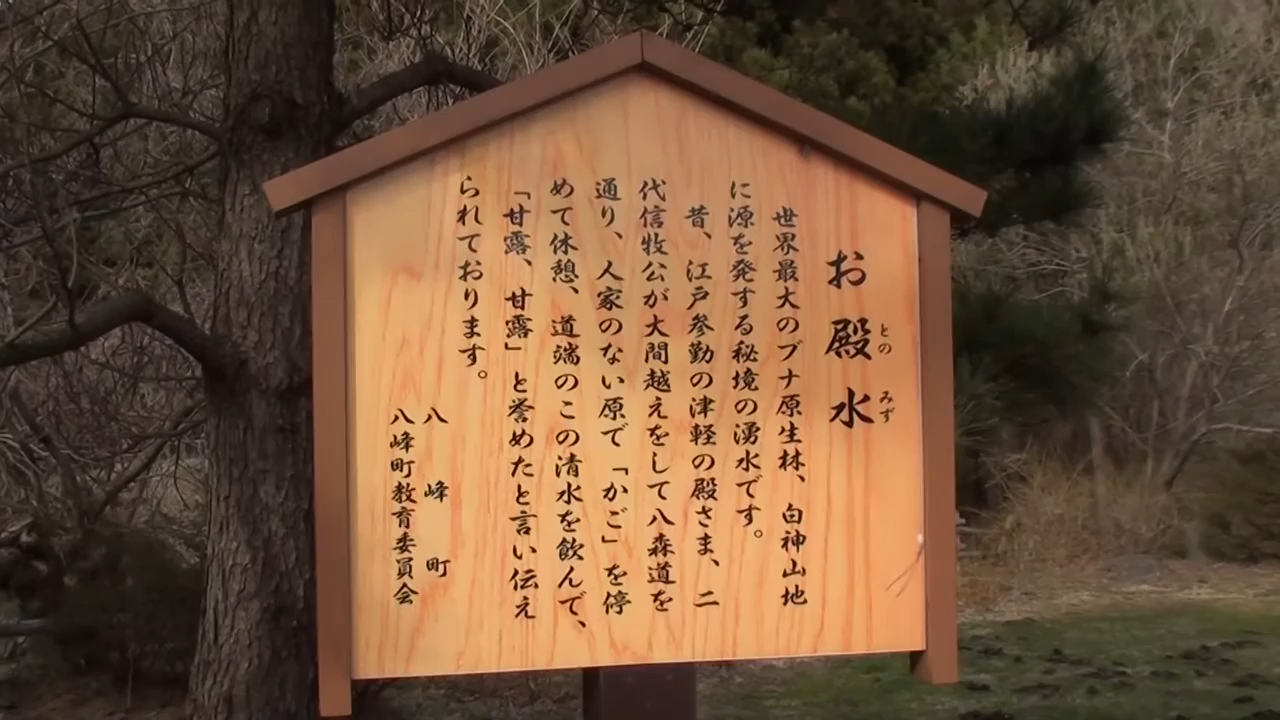 お殿水
との
みず
世界最大のブナ原生林、白神山地
に源を発する秘境の湧水です。
昔、江戸参勤の津軽の殿さま、二
代信牧公が大間越えをして八森道を
通り、人家のない原で「かご」を停
めて休憩、道端のこの清水を飲んで、
「甘露、甘露」と誉めたと言い伝え
られております。
八峰町
八峰町教育委員会